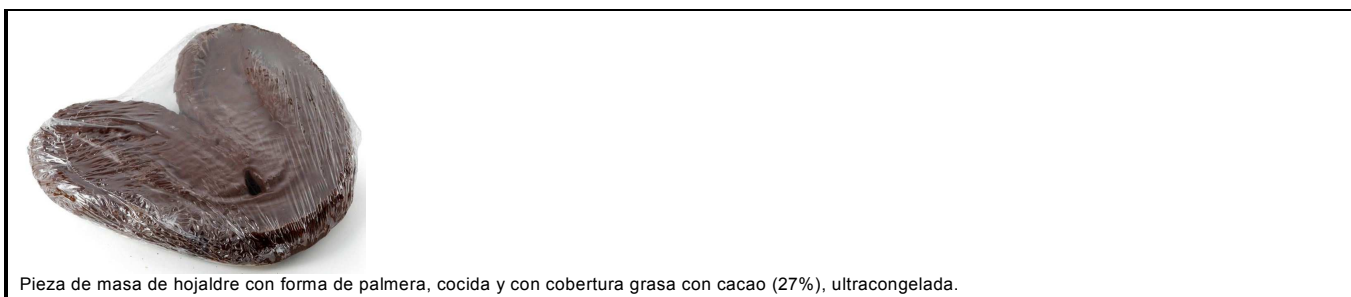 Pieza de masa de hojaldre con forma de palmera, cocida y con cobertura grasa con cacao (27%), ultracongelada.